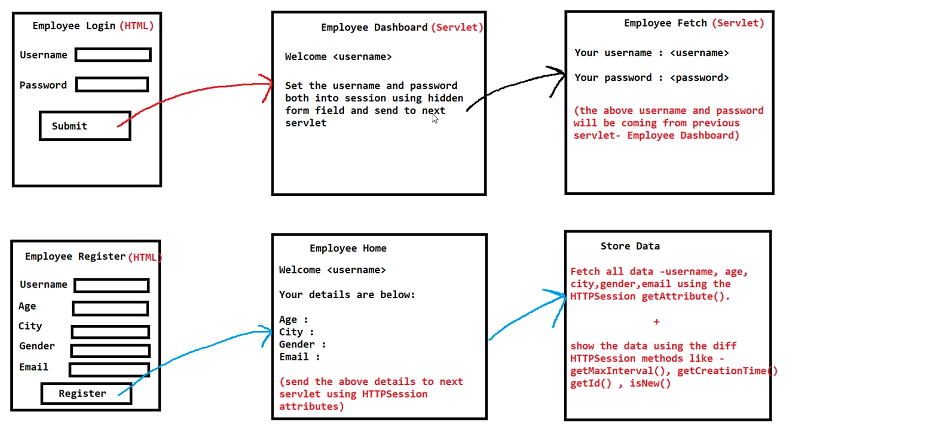 Employee Login (HTML)
Username
Password
Submit
Employee Dashboard (Servlet)
Welcome <username>
Set the username and password
both into session using hidden
form field and send to next
servlet
Employee Fetch (Servlet)
Your username : <username>
Your password : <password>
(the above username and password
will be coming from previous
servlet- Employee Dashboard)
Employee Register (HTML)
Username
Age
City
Gender
Email
Register
Employee Home
Welcome <username>
Your details are below:
Age :
City :
Gender :
Email :
(send the above details to next
servlet using HTTPSession
attributes)
Store Data
Fetch all data -username, age,
city,gender,email using the
HTTPSession getAttribute().
+
show the data using the diff
HTTPSession methods like -
getMaxInterval(), getCreationTime()
getId() , isNew()